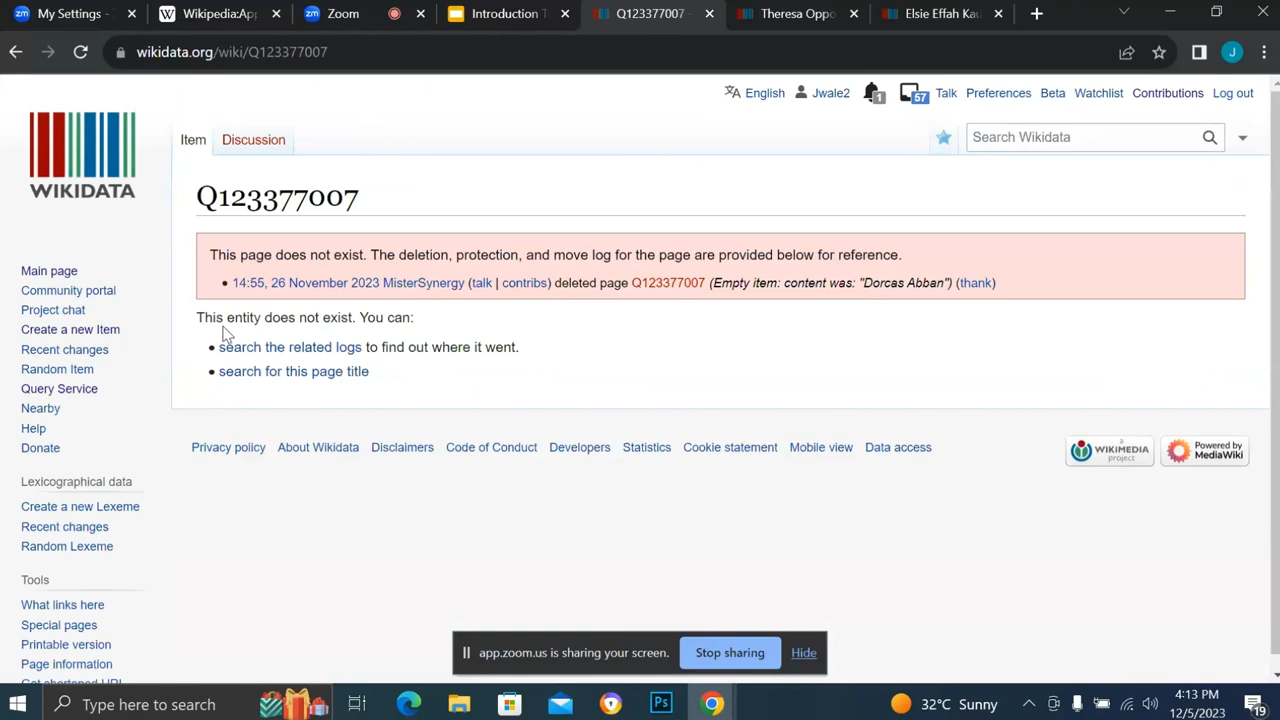 My Settings -
Wikipedia:Ap
Zoom
Introduction T
Q123377007 -
Theresa Oppo
Elsie Effah Kau
wikidata.org/wiki/Q123377007
J
English
Jwale2
1
57
Talk
Preferences
Beta
Watchlist
Contributions
Log out
WIKIDATA
Item
Discussion
Search Wikidata
Q123377007
This page does not exist. The deletion, protection, and move log for the page are provided below for reference.
• 14:55, 26 November 2023 MisterSynergy (talk | contribs) deleted page Q123377007 (Empty item: content was: "Dorcas Abban") (thank)
This entity does not exist. You can:
• search the related logs to find out where it went.
• search for this page title
Main page
Community portal
Project chat
Create a new Item
Recent changes
Random Item
Query Service
Nearby
Help
Donate
Lexicographical data
Create a new Lexeme
Recent changes
Random Lexeme
Tools
What links here
Special pages
Printable version
Page information
Privacy policy
About Wikidata
Disclaimers
Code of Conduct
Developers
Statistics
Cookie statement
Mobile view
Data access
A WIKIMEDIA
project
Powered by
MediaWiki
app.zoom.us is sharing your screen.
Stop sharing
Hide
Type here to search
Ps
32°C Sunny
4:13 PM
12/5/2023
19